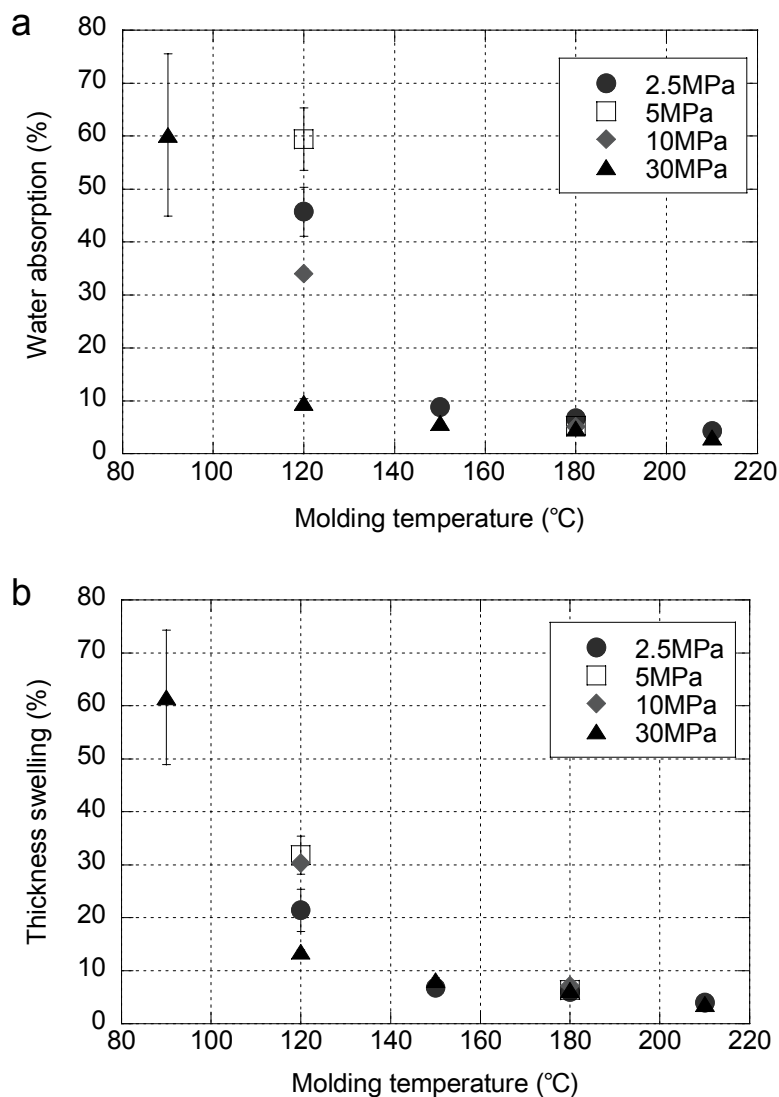 a
80
70
60
50
40
30
20
10
0
Water absorption (%)
2.5MPa
5MPa
10MPa
30MPa
80 100 120 140 160 180 200 220
Molding temperature (℃)
b
80
70
60
50
40
30
20
10
0
Thickness swelling (%)
2.5MPa
5MPa
10MPa
30MPa
80 100 120 140 160 180 200 220
Molding temperature (℃)